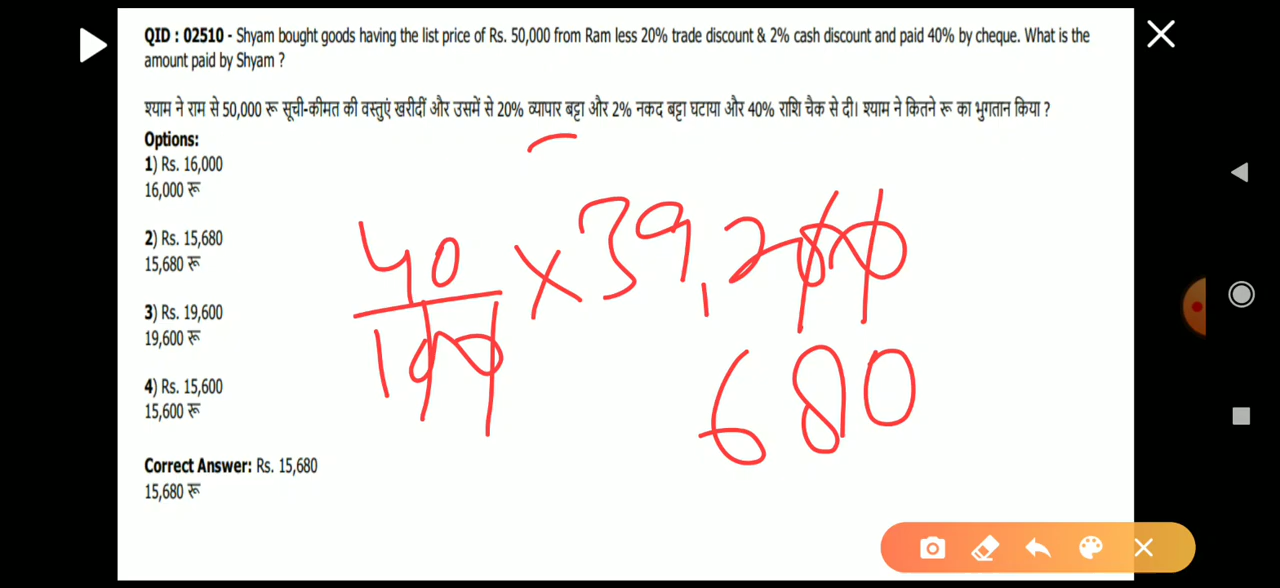 QID : 02510 - Shyam bought goods having the list price of Rs. 50,000 from Ram less 20% trade discount & 2% cash discount and paid 40% by cheque. What is the
amount paid by Shyam ?
श्याम ने राम से 50,000 रू सूची-कीमत की वस्तुएं खरीदीं और उसमें से 20% व्यापार बट्टा और 2% नकद बट्टा घटाया और 40% राशि चैक से दी। श्याम ने कितने रू का भुगतान किया ?
Options:
1) Rs. 16,000
16,000 रू
2) Rs. 15,680
15,680 रू
3) Rs. 19,600
19,600 रू
4) Rs. 15,600
15,600 रू
Correct Answer: Rs. 15,680
15,680 रू
40
100
× 39,200
680